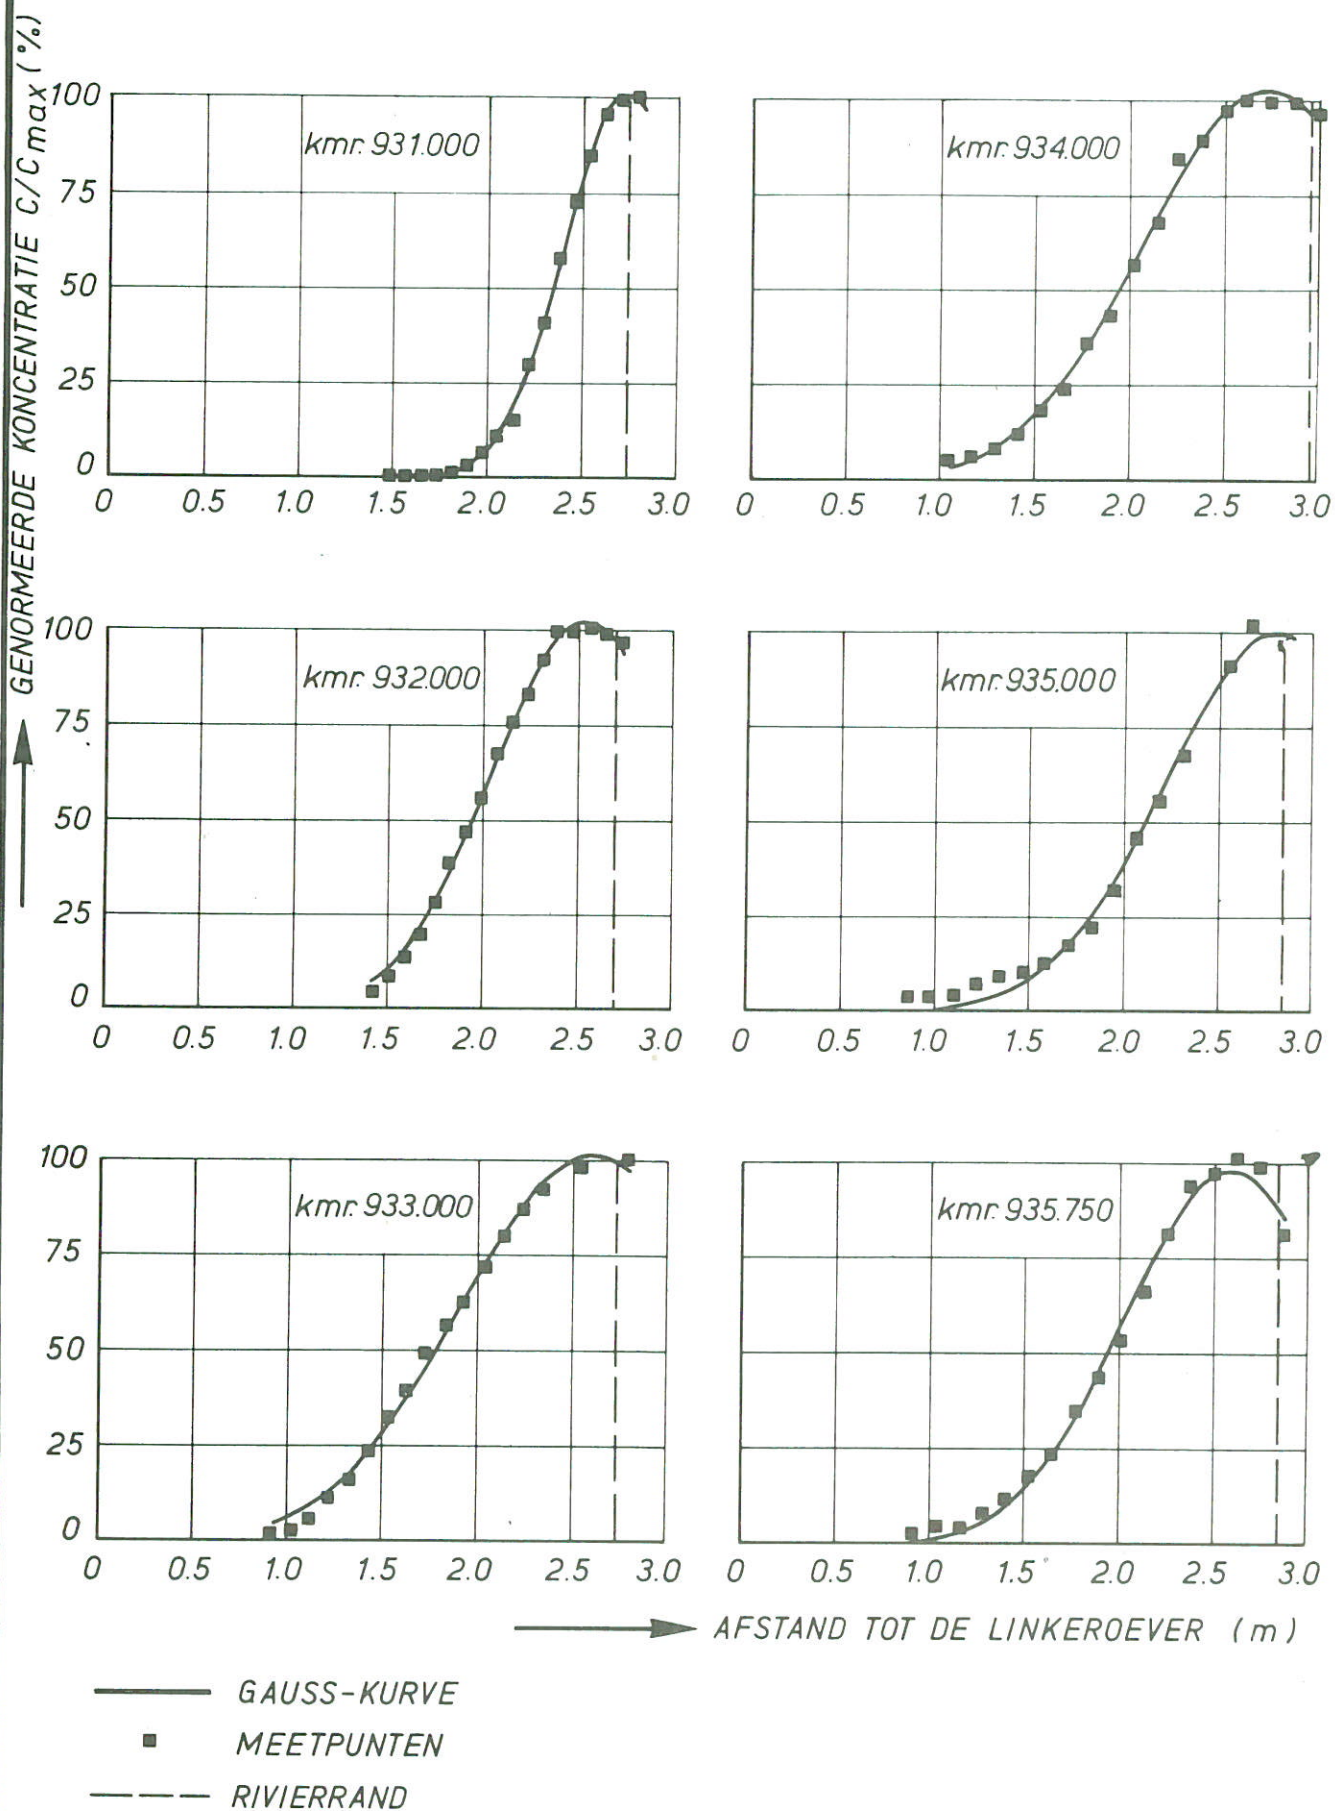 GENORMEERDE KONCENTRATIE C/Cmax (%)
100
75
50
25
0
kmr. 931.000
0 0.5 1.0 1.5 2.0 2.5 3.0
kmr. 934.000
0 0.5 1.0 1.5 2.0 2.5 3.0
100
75
50
25
0
kmr. 932.000
0 0.5 1.0 1.5 2.0 2.5 3.0
kmr. 935.000
0 0.5 1.0 1.5 2.0 2.5 3.0
100
75
50
25
0
kmr. 933.000
0 0.5 1.0 1.5 2.0 2.5 3.0
kmr. 935.750
0 0.5 1.0 1.5 2.0 2.5 3.0
AFSTAND TOT DE LINKEROEVER (m)
GAUSS-KURVE
MEETPUNTEN
RIVIERRAND